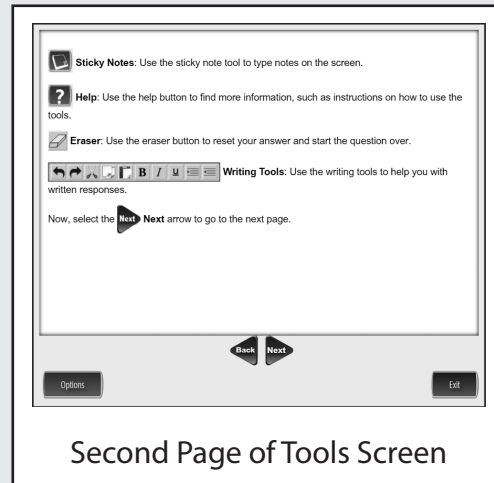 Sticky Notes: Use the sticky note tool to type notes on the screen.
? Help: Use the help button to find more information, such as instructions on how to use the
tools.
Eraser: Use the eraser button to reset your answer and start the question over.
B I U Writing Tools: Use the writing tools to help you with
written responses.
Now, select the Next Next arrow to go to the next page.
Back Next
Options Exit
Second Page of Tools Screen